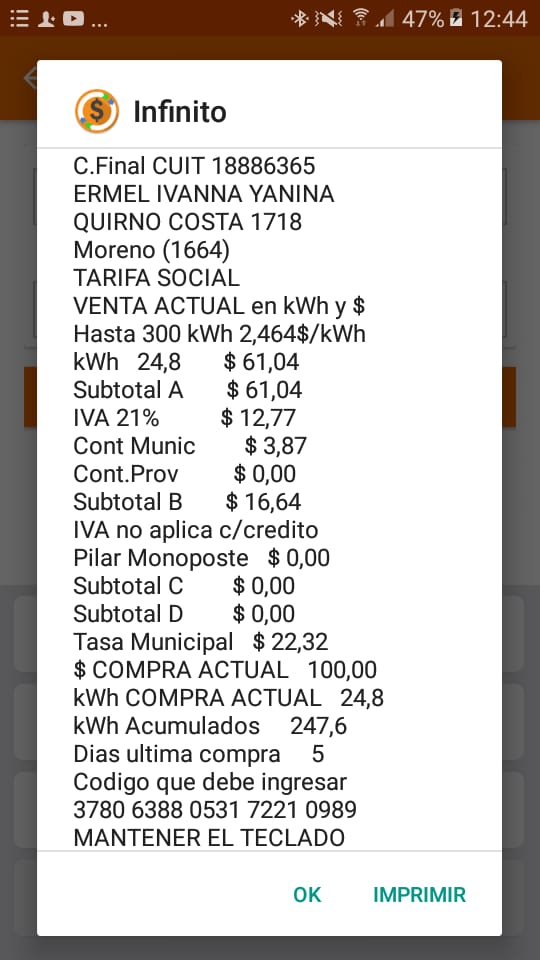 ... 47% 12:44
Infinito
C.Final CUIT 18886365
ERMEL IVANNA YANINA
QUIRNO COSTA 1718
Moreno (1664)
TARIFA SOCIAL
VENTA ACTUAL en kWh y $
Hasta 300 kWh 2,464$/kWh
kWh 24,8 $ 61,04
Subtotal A $ 61,04
IVA 21% $ 12,77
Cont Munic $ 3,87
Cont.Prov $ 0,00
Subtotal B $ 16,64
IVA no aplica c/credito
Pilar Monoposte $ 0,00
Subtotal C $ 0,00
Subtotal D $ 0,00
Tasa Municipal $ 22,32
$ COMPRA ACTUAL 100,00
kWh COMPRA ACTUAL 24,8
kWh Acumulados 247,6
Dias ultima compra 5
Codigo que debe ingresar
3780 6388 0531 7221 0989
MANTENER EL TECLADO
OK IMPRIMIR